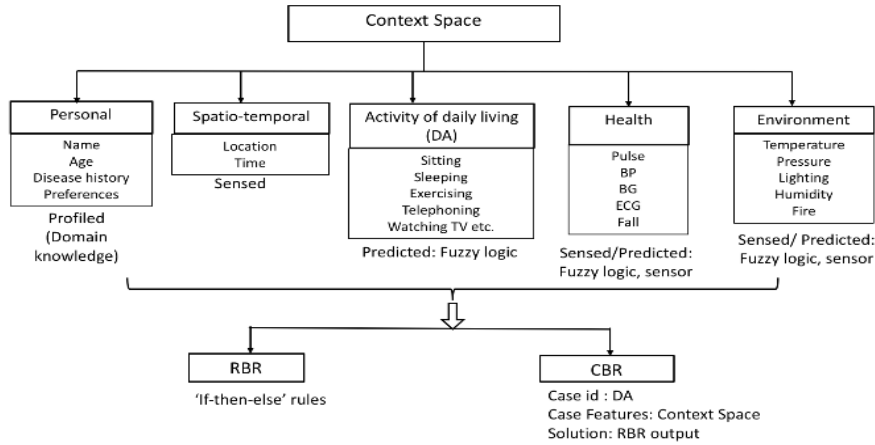 Context Space
Personal
Name
Age
Disease history
Preferences
Profiled
(Domain
knowledge)
Spatio-temporal
Location
Time
Sensed
Activity of daily living
(DA)
Sitting
Sleeping
Exercising
Telephoning
Watching TV etc.
Predicted: Fuzzy logic
Health
Pulse
BP
BG
ECG
Fall
Sensed/Predicted:
Fuzzy logic, sensor
Environment
Temperature
Pressure
Lighting
Humidity
Fire
Sensed/ Predicted:
Fuzzy logic, sensor
RBR
'If-then-else' rules
CBR
Case id : DA
Case Features: Context Space
Solution: RBR output